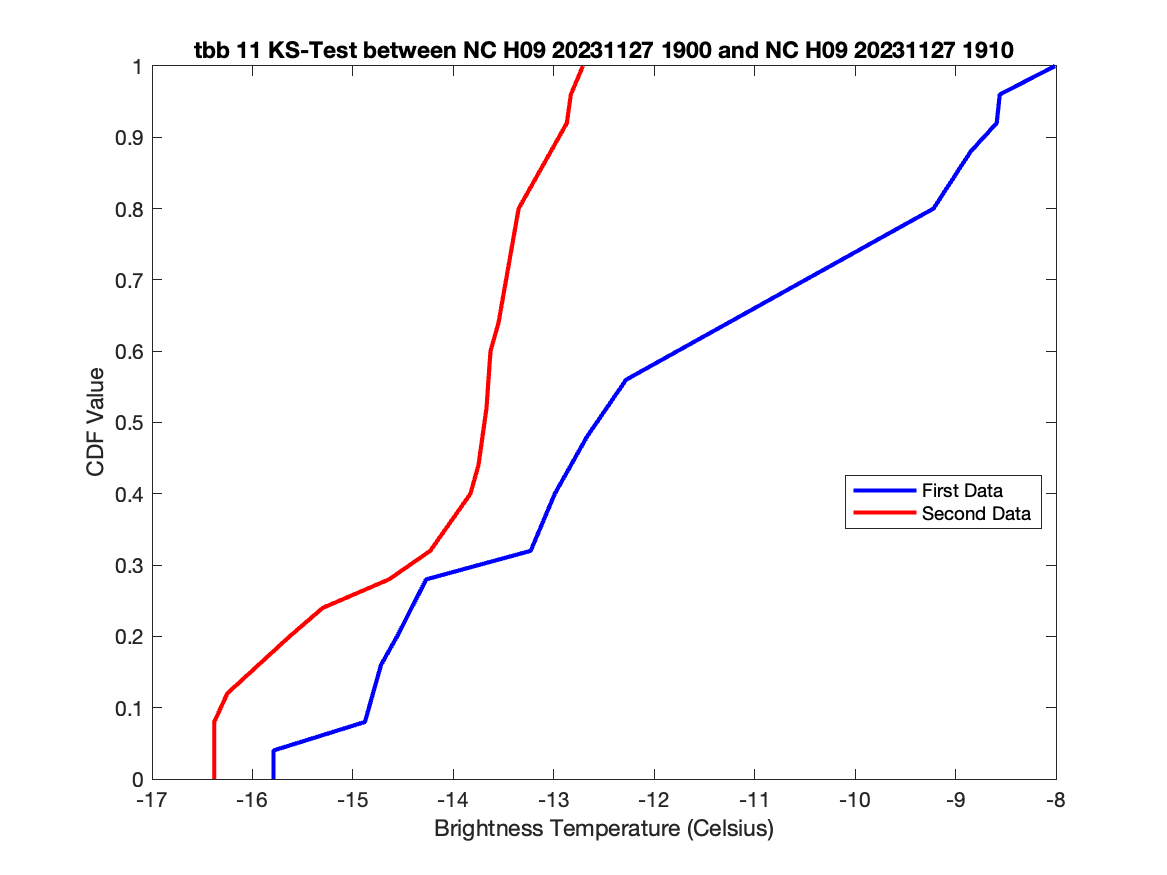 tbb 11 KS-Test between NC H09 20231127 1900 and NC H09 20231127 1910
1
0.9
0.8
0.7
0.6
0.5
0.4
0.3
0.2
0.1
0
CDF Value
First Data
Second Data
-17 -16 -15 -14 -13 -12 -11 -10 -9 -8
Brightness Temperature (Celsius)